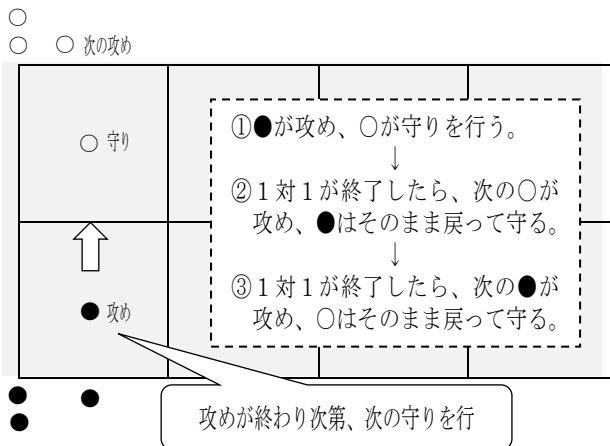 次の攻め
守り
①●が攻め、○が守りを行う。
↓
②1対1が終了したら、次の○が
攻め、●はそのまま戻って守る。
↓
③1対1が終了したら、次の●が
攻め、○はそのまま戻って守る。
攻め
攻めが終わり次第、次の守りを行